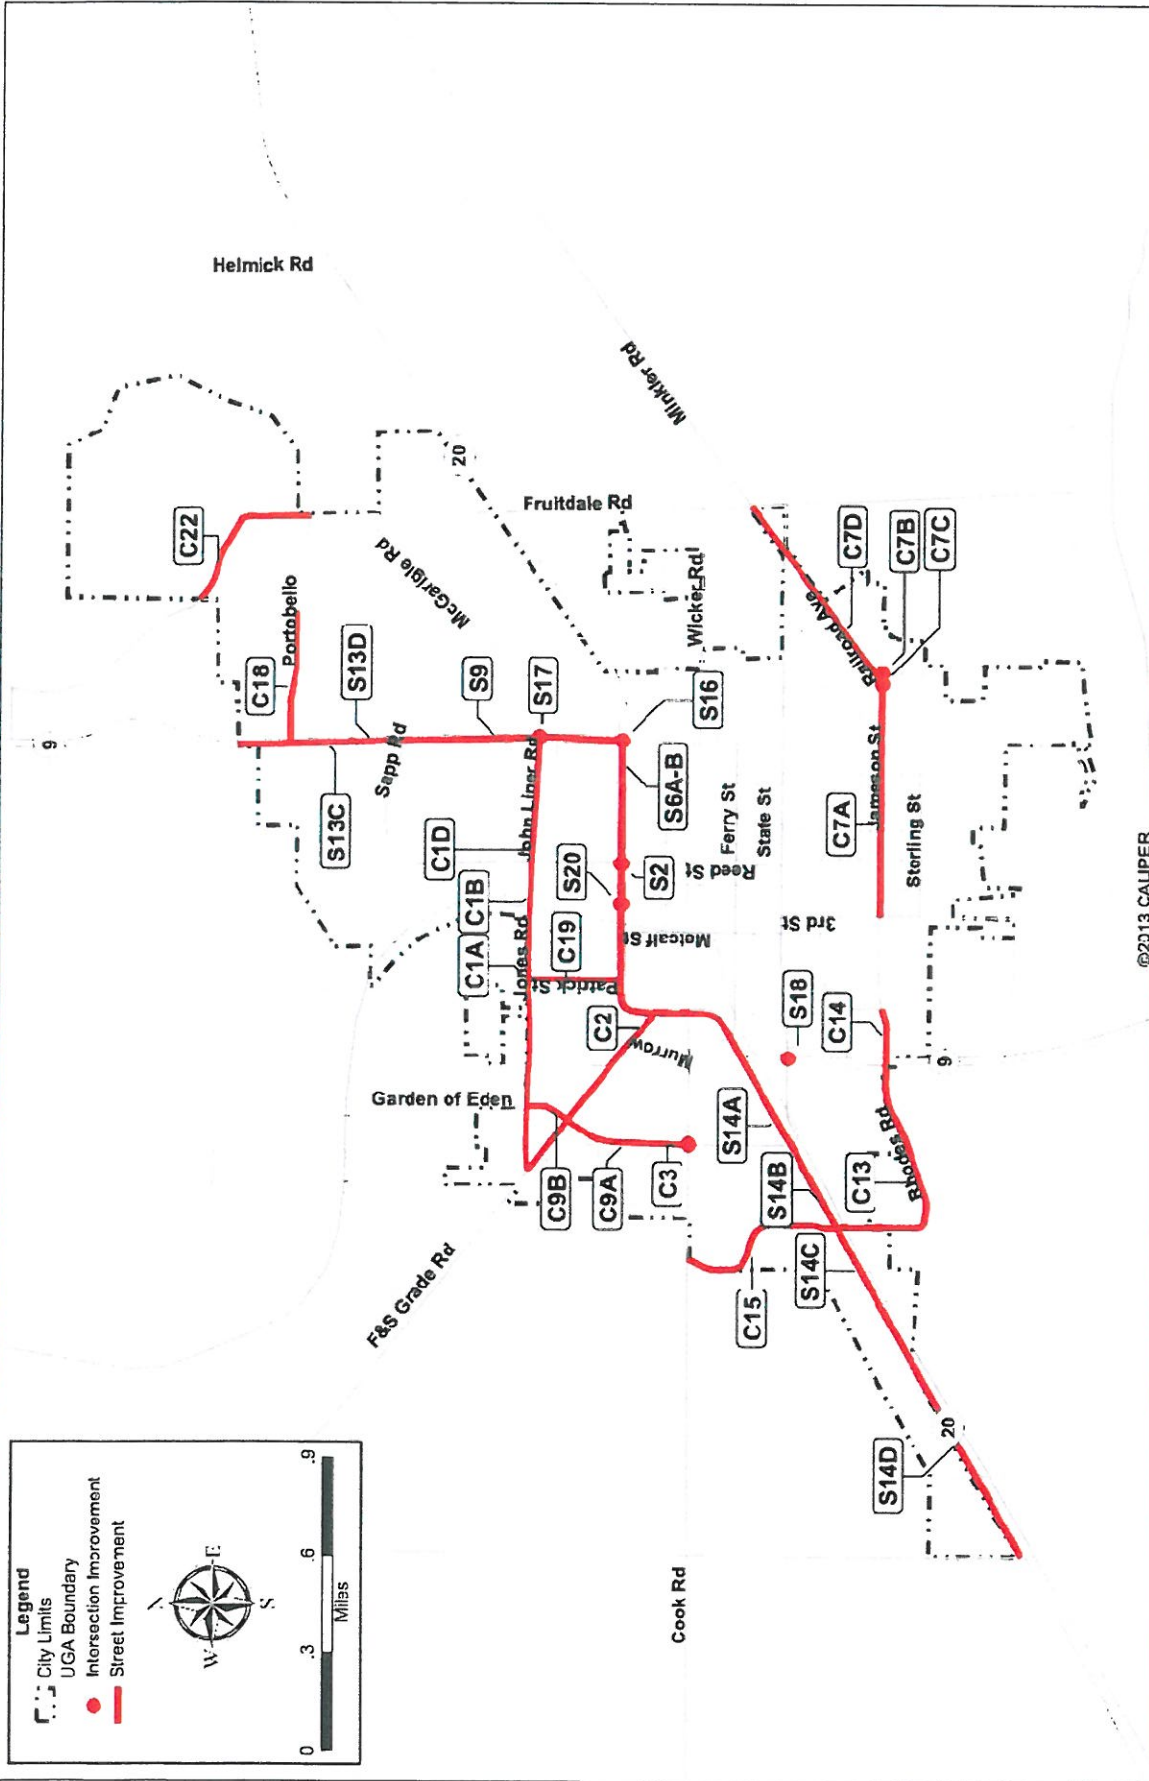 Legend
City Limits
UGA Boundary
Intersection Improvement
Street Improvement
N
W
E
S
0
.3
.6
.9
Miles
Helmick Rd
9
C22
Portobello
C18
S13D
20
McGarigle Rd
Minkler Rd
Fruitdale Rd
S9
S17
Sapp Rd
S13C
Wicker Rd
S16
S6A-B
John Liner Rd
C1D
C1B
C1A
Jones Rd
S20
S2
Reed St
C19
Metcalf St
Patrick St
C2
Murrow
Ferry St
State St
C7D
C7B
C7C
Railroad Ave
Jameson St
C7A
Sterling St
3rd St
S18
C14
9
Garden of Eden
C9B
C9A
C3
S14A
S14B
C13
Rhodes Rd
S14C
C15
F&S Grade Rd
S14D
20
Cook Rd
©2013 CALIPER